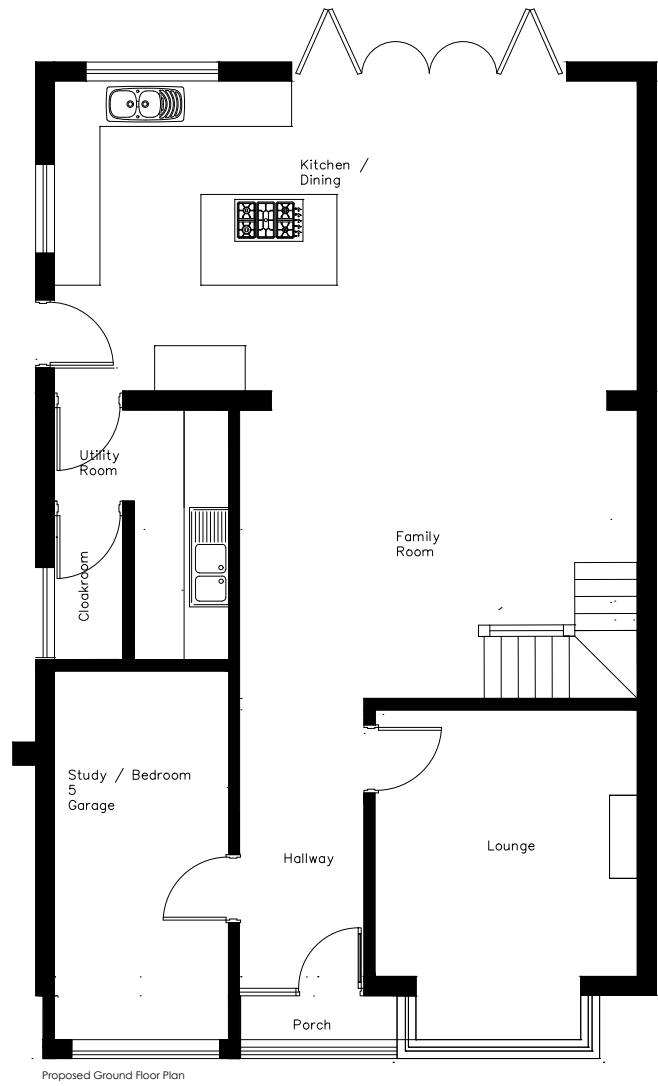 Kitchen /
Dining
Utility
Room
Family
Room
Cloakroom
Study / Bedroom
5
Garage
Lounge
Hallway
Porch
Proposed Ground Floor Plan